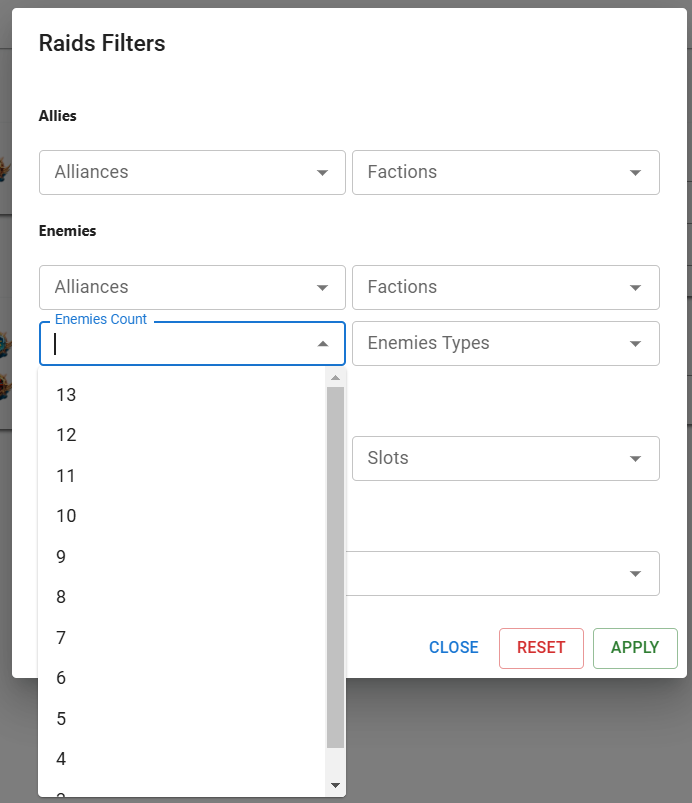 Raids Filters
Allies
Alliances Factions
Enemies
Alliances Factions
Enemies Count
Enemies Types
13
12
Slots
11
10
9
8
7
CLOSE RESET APPLY
6
5
4